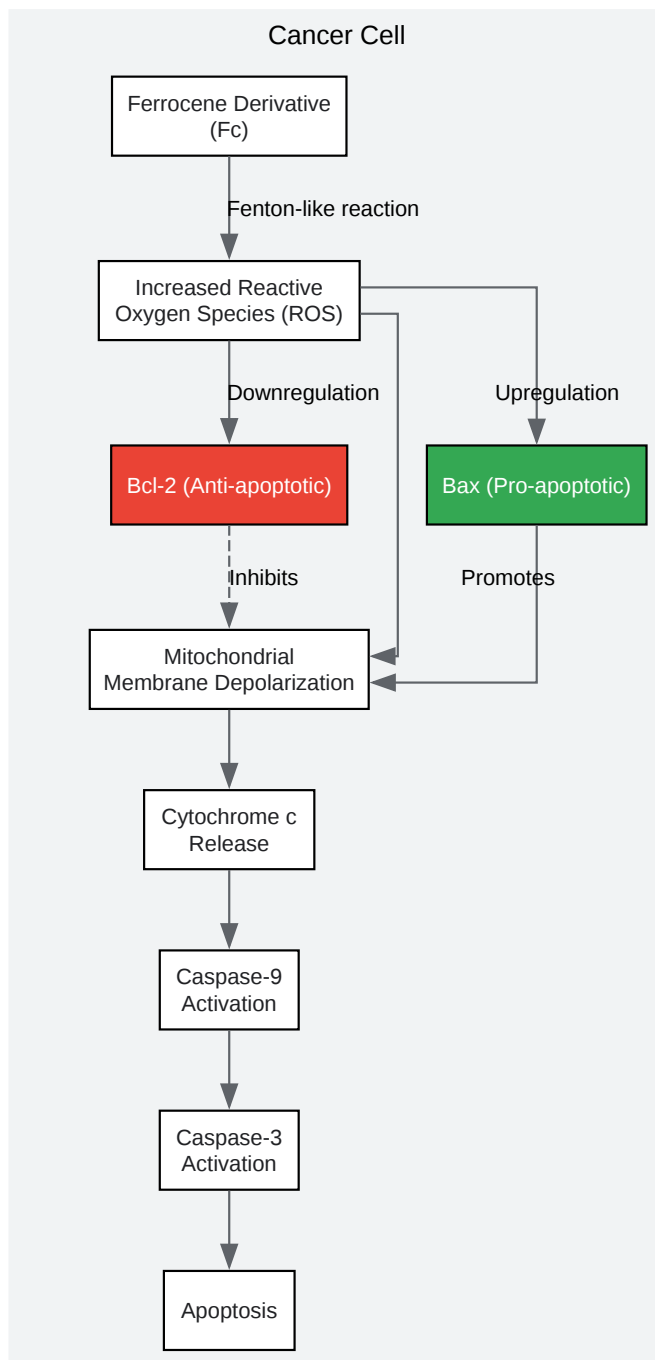 Cancer Cell
Ferrocene Derivative
(Fc)
Fenton-like reaction
Increased Reactive
Oxygen Species (ROS)
Downregulation
Upregulation
Bcl-2 (Anti-apoptotic)
Bax (Pro-apoptotic)
Inhibits
Promotes
Mitochondrial
Membrane Depolarization
Cytochrome c
Release
Caspase-9
Activation
Caspase-3
Activation
Apoptosis